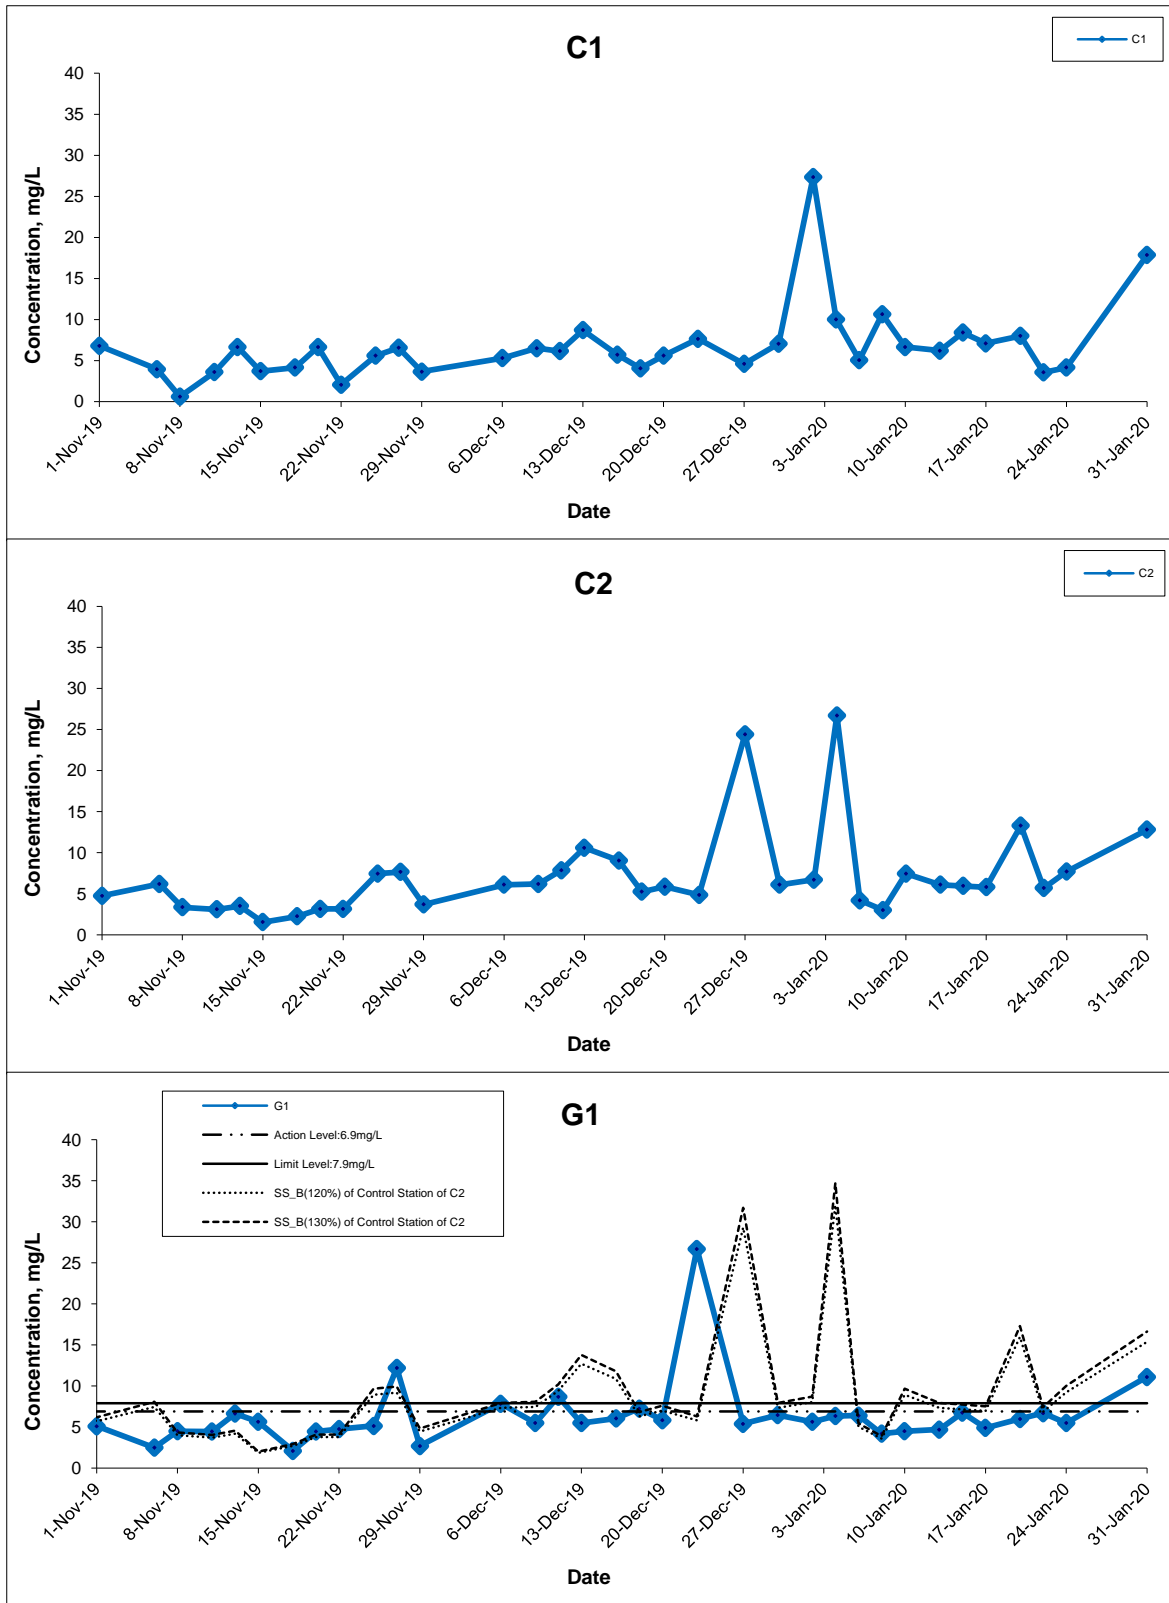 C1
C1
40
35
30
25
20
15
10
5
0
Concentration, mg/L
1-Nov-19
8-Nov-19
15-Nov-19
22-Nov-19
29-Nov-19
6-Dec-19
13-Dec-19
20-Dec-19
27-Dec-19
3-Jan-20
10-Jan-20
17-Jan-20
24-Jan-20
31-Jan-20
Date
C2
C2
40
35
30
25
20
15
10
5
0
Concentration, mg/L
1-Nov-19
8-Nov-19
15-Nov-19
22-Nov-19
29-Nov-19
6-Dec-19
13-Dec-19
20-Dec-19
27-Dec-19
3-Jan-20
10-Jan-20
17-Jan-20
24-Jan-20
31-Jan-20
Date
G1
G1
Action Level:6.9mg/L
Limit Level:7.9mg/L
SS_B(120%) of Control Station of C2
SS_B(130%) of Control Station of C2
40
35
30
25
20
15
10
5
0
Concentration, mg/L
1-Nov-19
8-Nov-19
15-Nov-19
22-Nov-19
29-Nov-19
6-Dec-19
13-Dec-19
20-Dec-19
27-Dec-19
3-Jan-20
10-Jan-20
17-Jan-20
24-Jan-20
31-Jan-20
Date